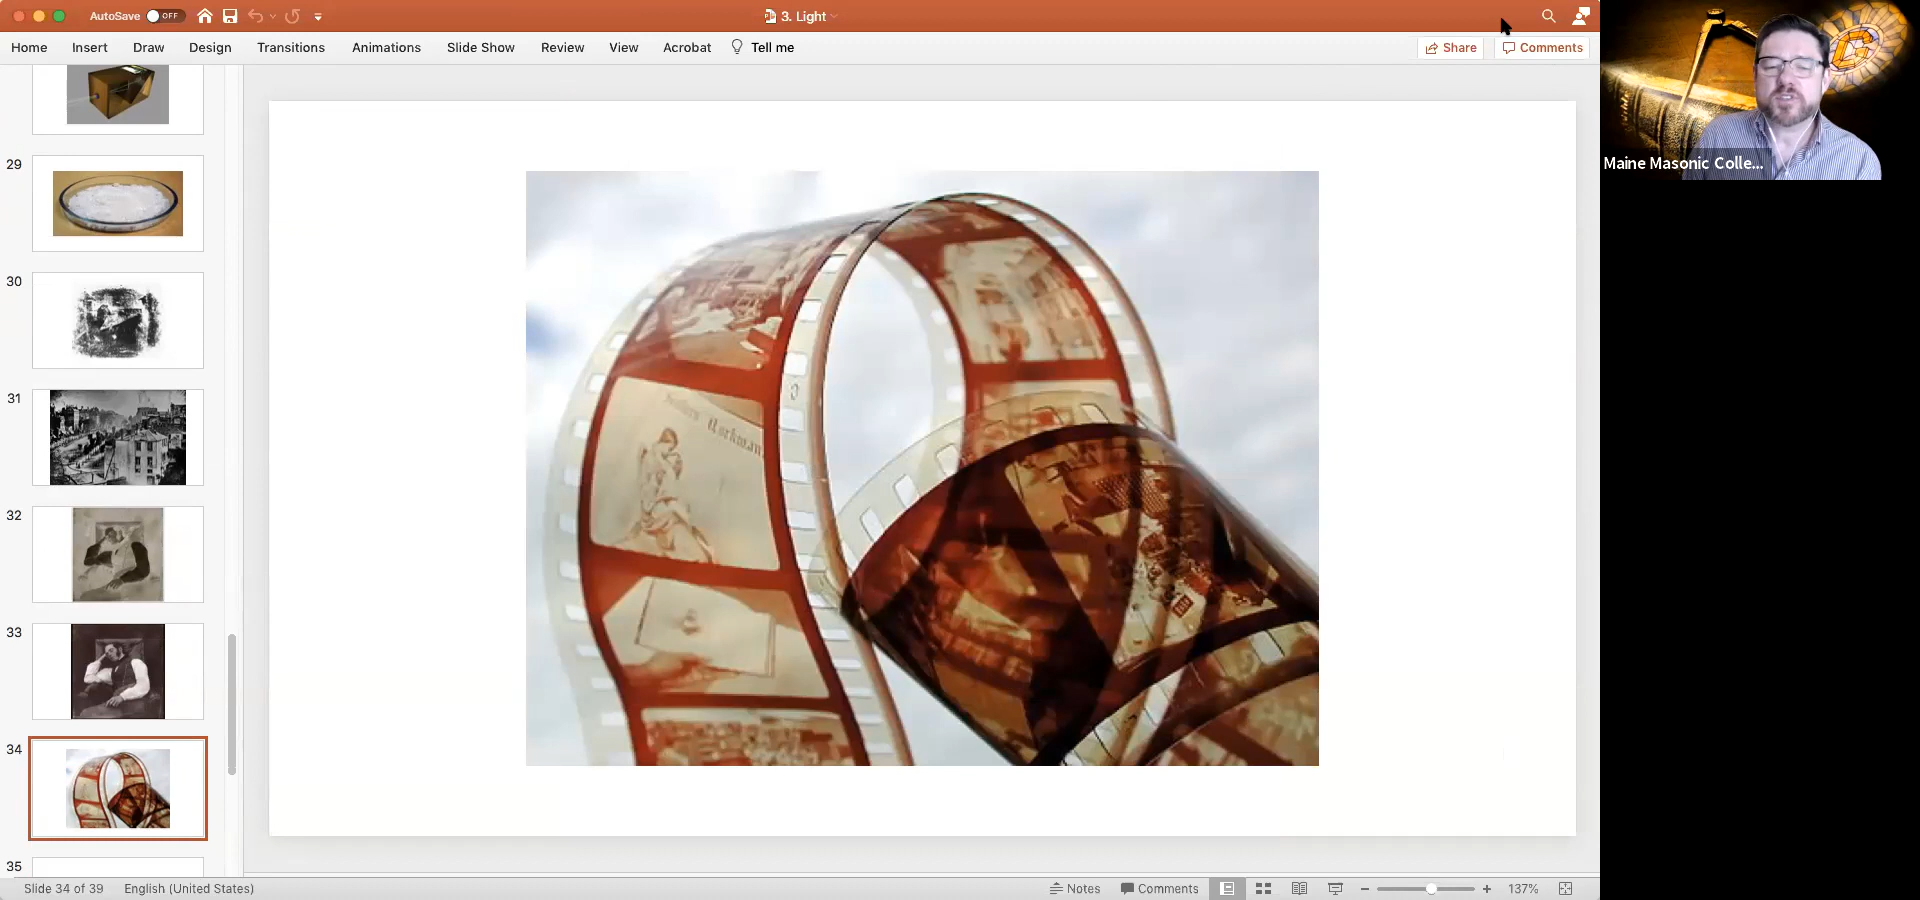 AutoSave OFF
3. Light
Home Insert Draw Design Transitions Animations Slide Show Review View Acrobat Tell me
Share Comments
29
30
31
32
33
34
35
3
Workman
Maine Masonic Colle...
Slide 34 of 39 English (United States)
Notes Comments 137%